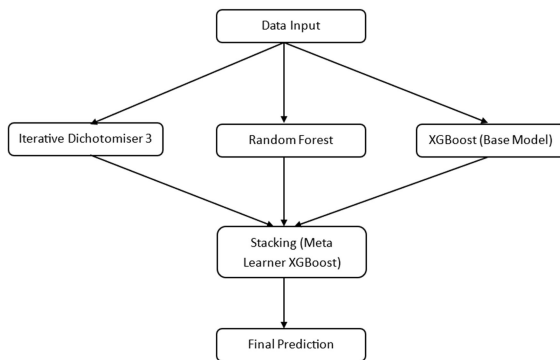 Data Input
Iterative Dichotomiser 3
Random Forest
XGBoost (Base Model)
Stacking (Meta
Learner XGBoost)
Final Prediction